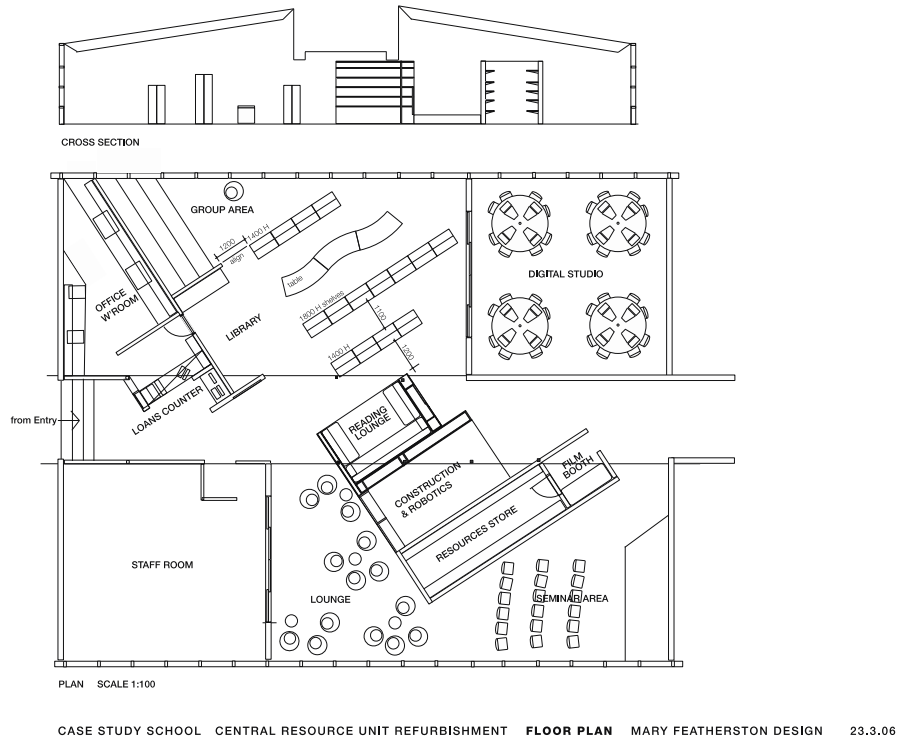 CROSS SECTION
GROUP AREA
1200
align
1400 H
table
DIGITAL STUDIO
OFFICE
W'ROOM
LIBRARY
1800 H shelves
1100
1400 H
1200
from Entry
LOANS COUNTER
READING
LOUNGE
CONSTRUCTION
& ROBOTICS
FILM
BOOTH
RESOURCES STORE
STAFF ROOM
LOUNGE
SEMINAR AREA
PLAN SCALE 1:100
CASE STUDY SCHOOL CENTRAL RESOURCE UNIT REFURBISHMENT FLOOR PLAN MARY FEATHERSTON DESIGN 23.3.06